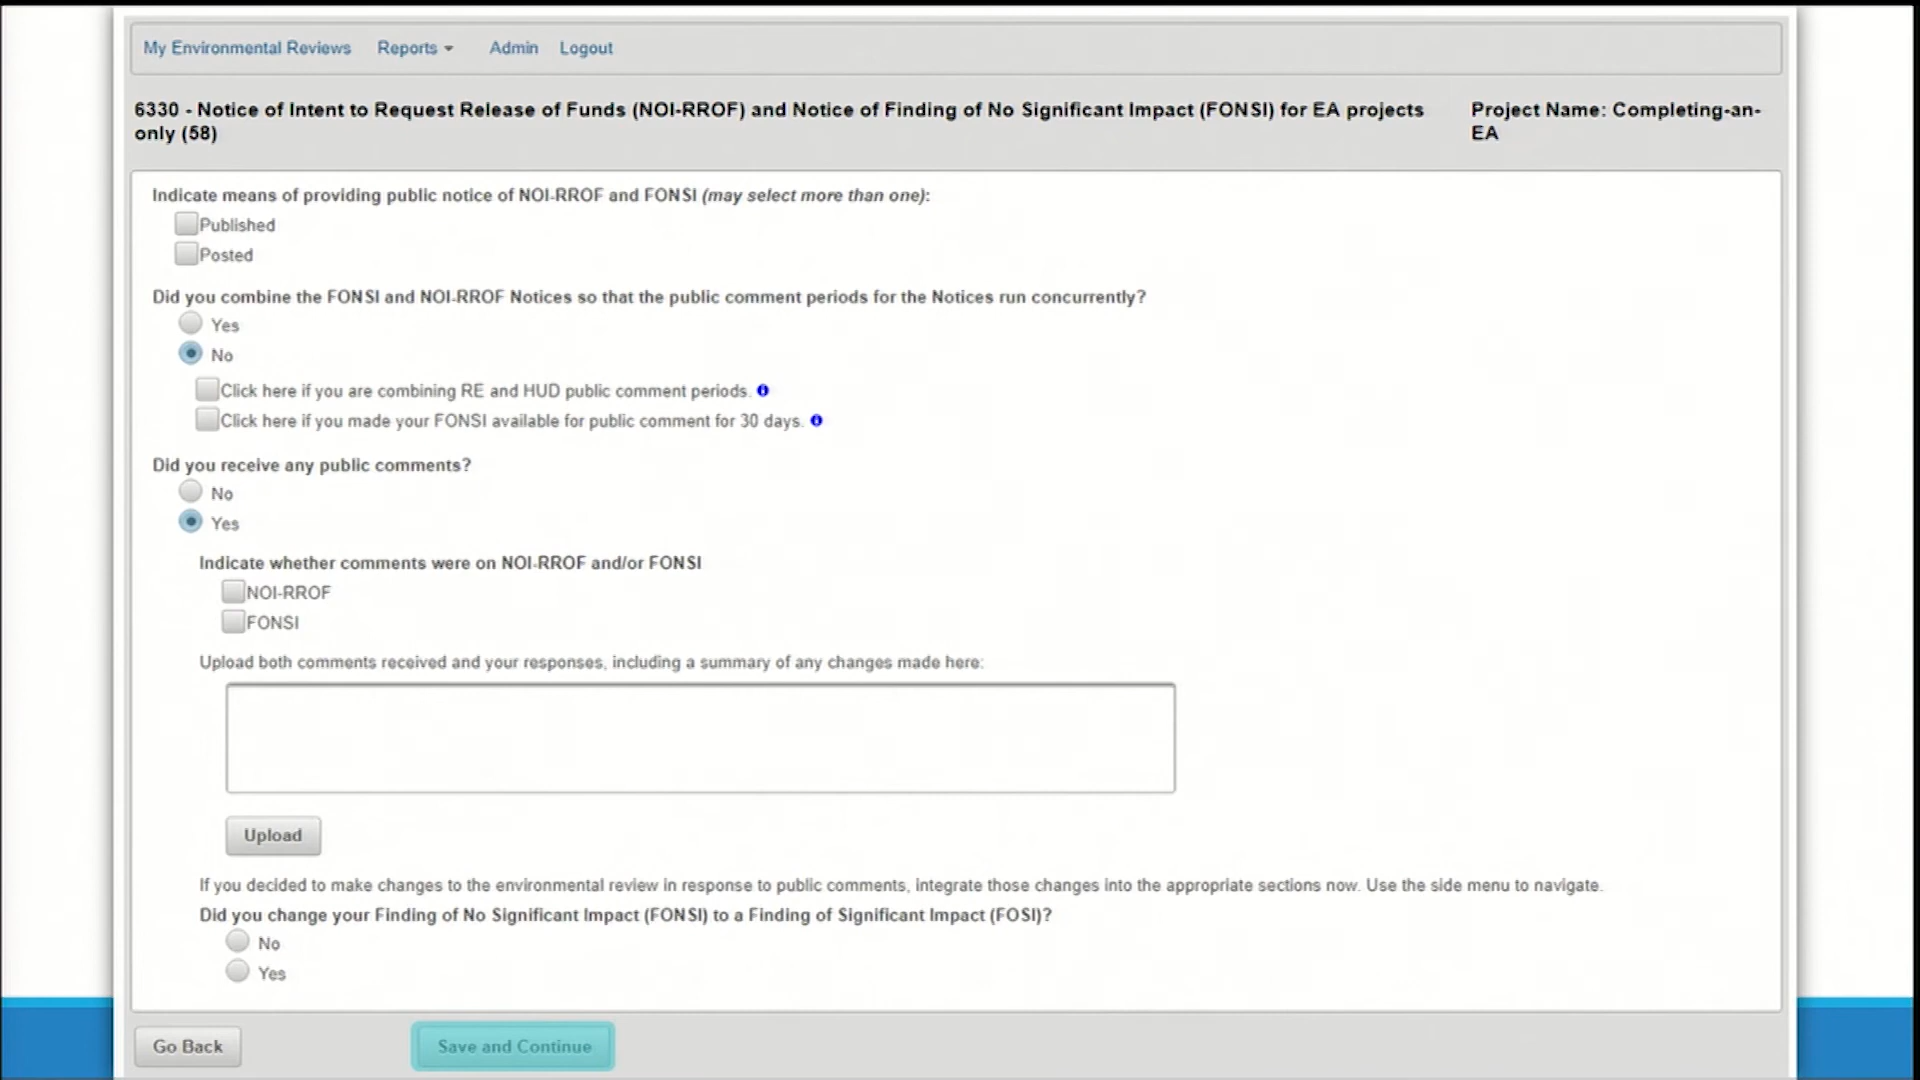 My Environmental Reviews Reports Admin Logout
6330 - Notice of Intent to Request Release of Funds (NOI-RROF) and Notice of Finding of No Significant Impact (FONSI) for EA projects
only (58)
Project Name: Completing-an-
EA
Indicate means of providing public notice of NOI-RROF and FONSI (may select more than one):
Published
Posted
Did you combine the FONSI and NOI-RROF Notices so that the public comment periods for the Notices run concurrently?
Yes
No
Click here if you are combining RE and HUD public comment periods.
Click here if you made your FONSI available for public comment for 30 days.
Did you receive any public comments?
No
Yes
Indicate whether comments were on NOI-RROF and/or FONSI
NOI-RROF
FONSI
Upload both comments received and your responses, including a summary of any changes made here:
Upload
If you decided to make changes to the environmental review in response to public comments, integrate those changes into the appropriate sections now. Use the side menu to navigate.
Did you change your Finding of No Significant Impact (FONSI) to a Finding of Significant Impact (FOSI)?
No
Yes
Go Back Save and Continue